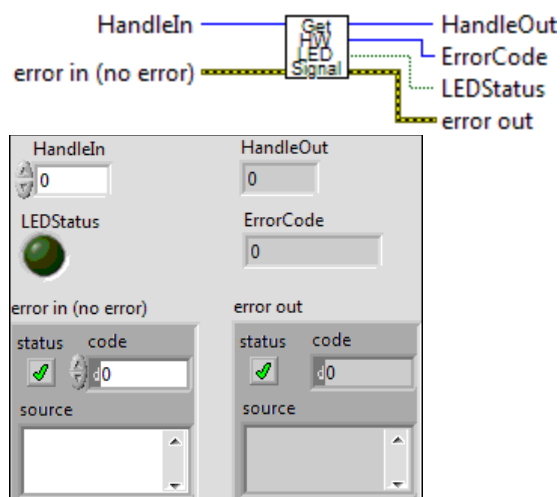 HandleIn
Get
HW
LED
Signal
HandleOut
ErrorCode
error in (no error)
LEDStatus
error out
HandleIn
HandleOut
0
0
LEDStatus
ErrorCode
0
error in (no error)
error out
status code
status code
d0
d0
source
source